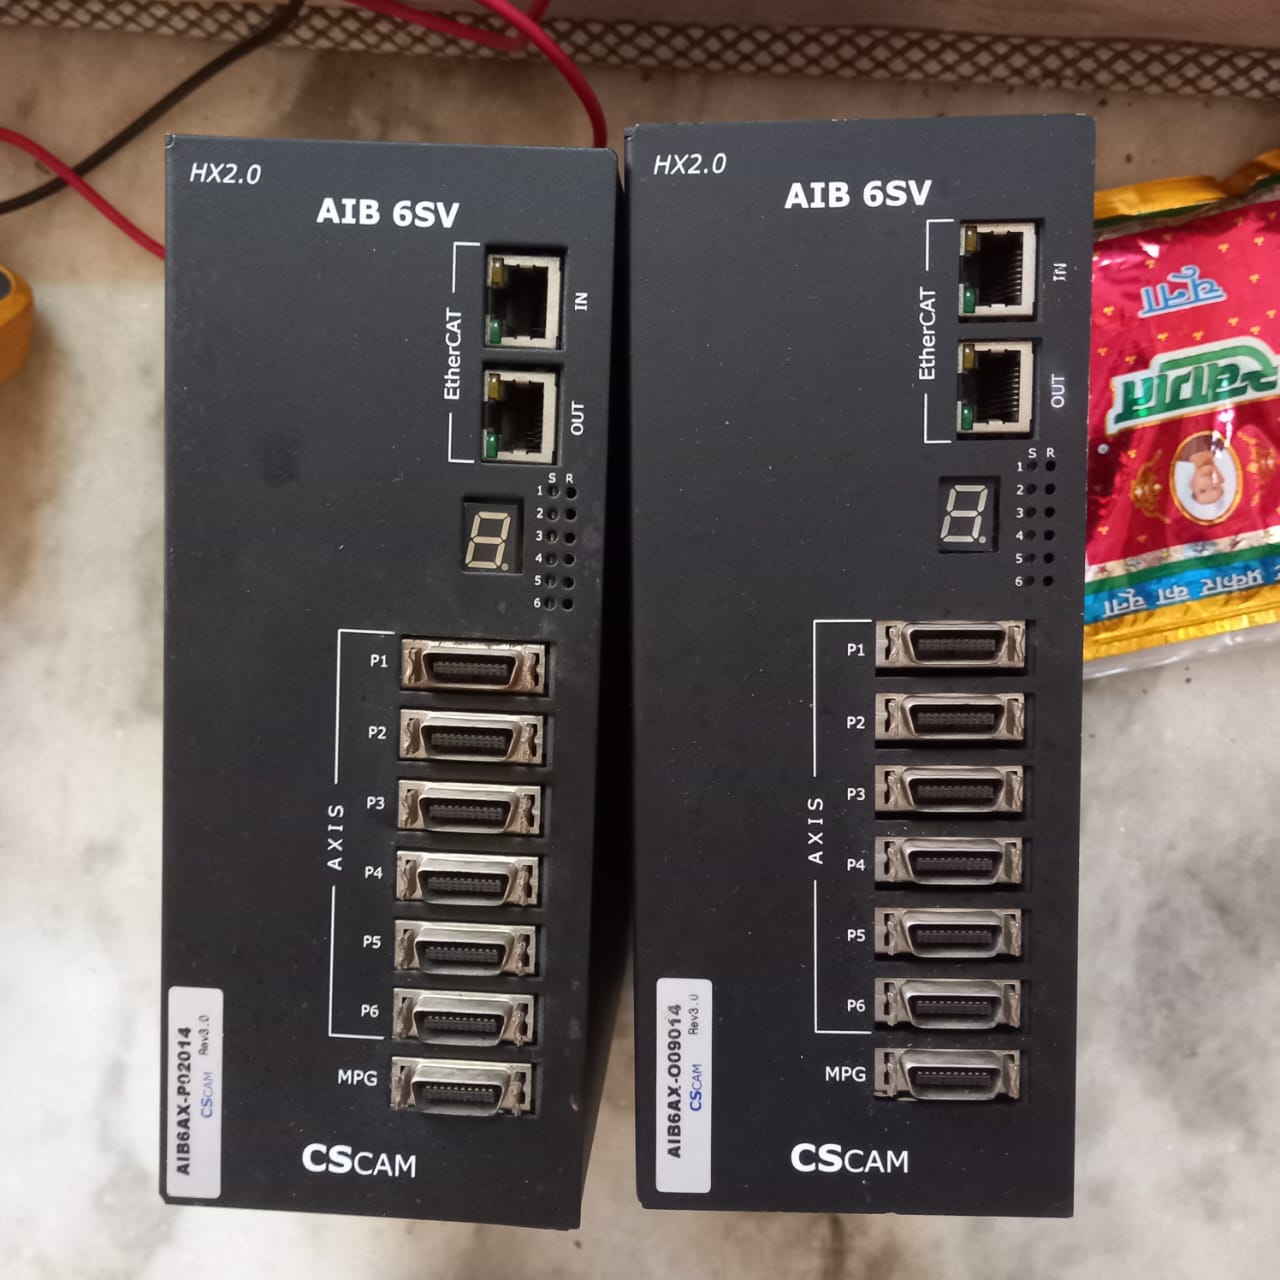 HX2.0
AIB 6SV
EtherCAT
IN
OUT
S R
1
2
3
4
5
6
AXIS
P1
P2
P3
P4
P5
P6
MPG
CSCAM
AIB6AX-P02014
CSCAM Rev3.0
HX2.0
AIB 6SV
EtherCAT
IN
OUT
S R
1
2
3
4
5
6
AXIS
P1
P2
P3
P4
P5
P6
MPG
CSCAM
AIB6AX-O09014
CSCAM Rev3.0
चूना
प्रकार का चूना